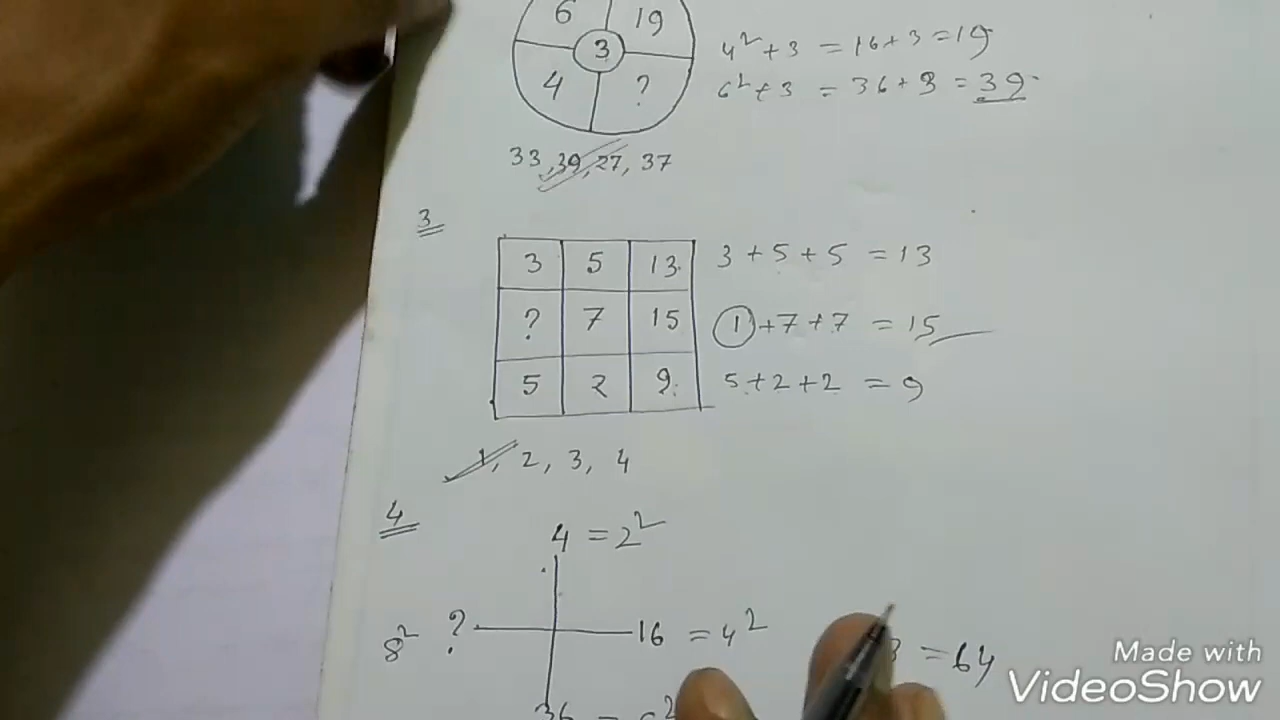 6 19 4² + 3 = 16 + 3 = 19
3
4 ? 6² + 3 = 36 + 3 = 39
33, 39, 27, 37
3
3 5 13 3 + 5 + 5 = 13
? 7 15 1 + 7 + 7 = 15
5 2 9 5 + 2 + 2 = 9
1, 2, 3, 4
4
4 = 2²
8² ? 16 = 4² = 64
36 =
Made with
VideoShow